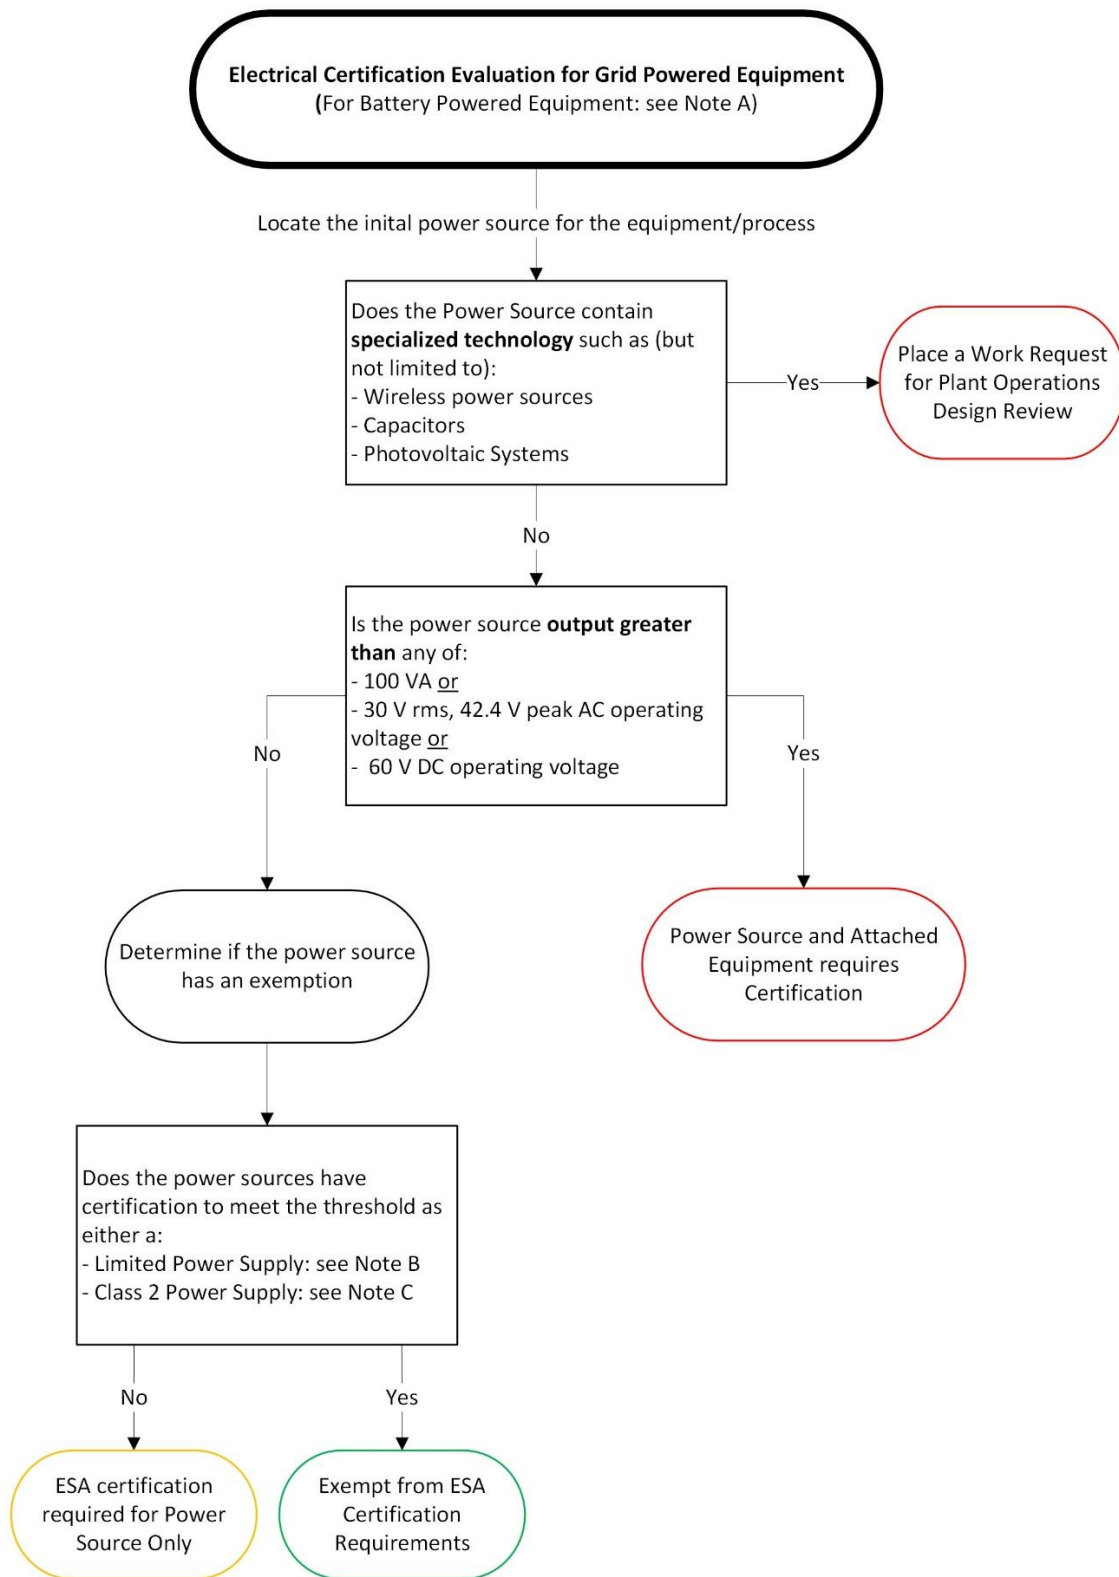 Electrical Certification Evaluation for Grid Powered Equipment
(For Battery Powered Equipment: see Note A)
Locate the inital power source for the equipment/process
Does the Power Source contain
specialized technology such as (but
not limited to):
- Wireless power sources
- Capacitors
- Photovoltaic Systems
Yes
Place a Work Request
for Plant Operations
Design Review
No
Is the power source output greater
than any of:
- 100 VA or
- 30 V rms, 42.4 V peak AC operating
voltage or
- 60 V DC operating voltage
No
Yes
Determine if the power source
has an exemption
Power Source and Attached
Equipment requires
Certification
Does the power sources have
certification to meet the threshold as
either a:
- Limited Power Supply: see Note B
- Class 2 Power Supply: see Note C
No
Yes
ESA certification
required for Power
Source Only
Exempt from ESA
Certification
Requirements